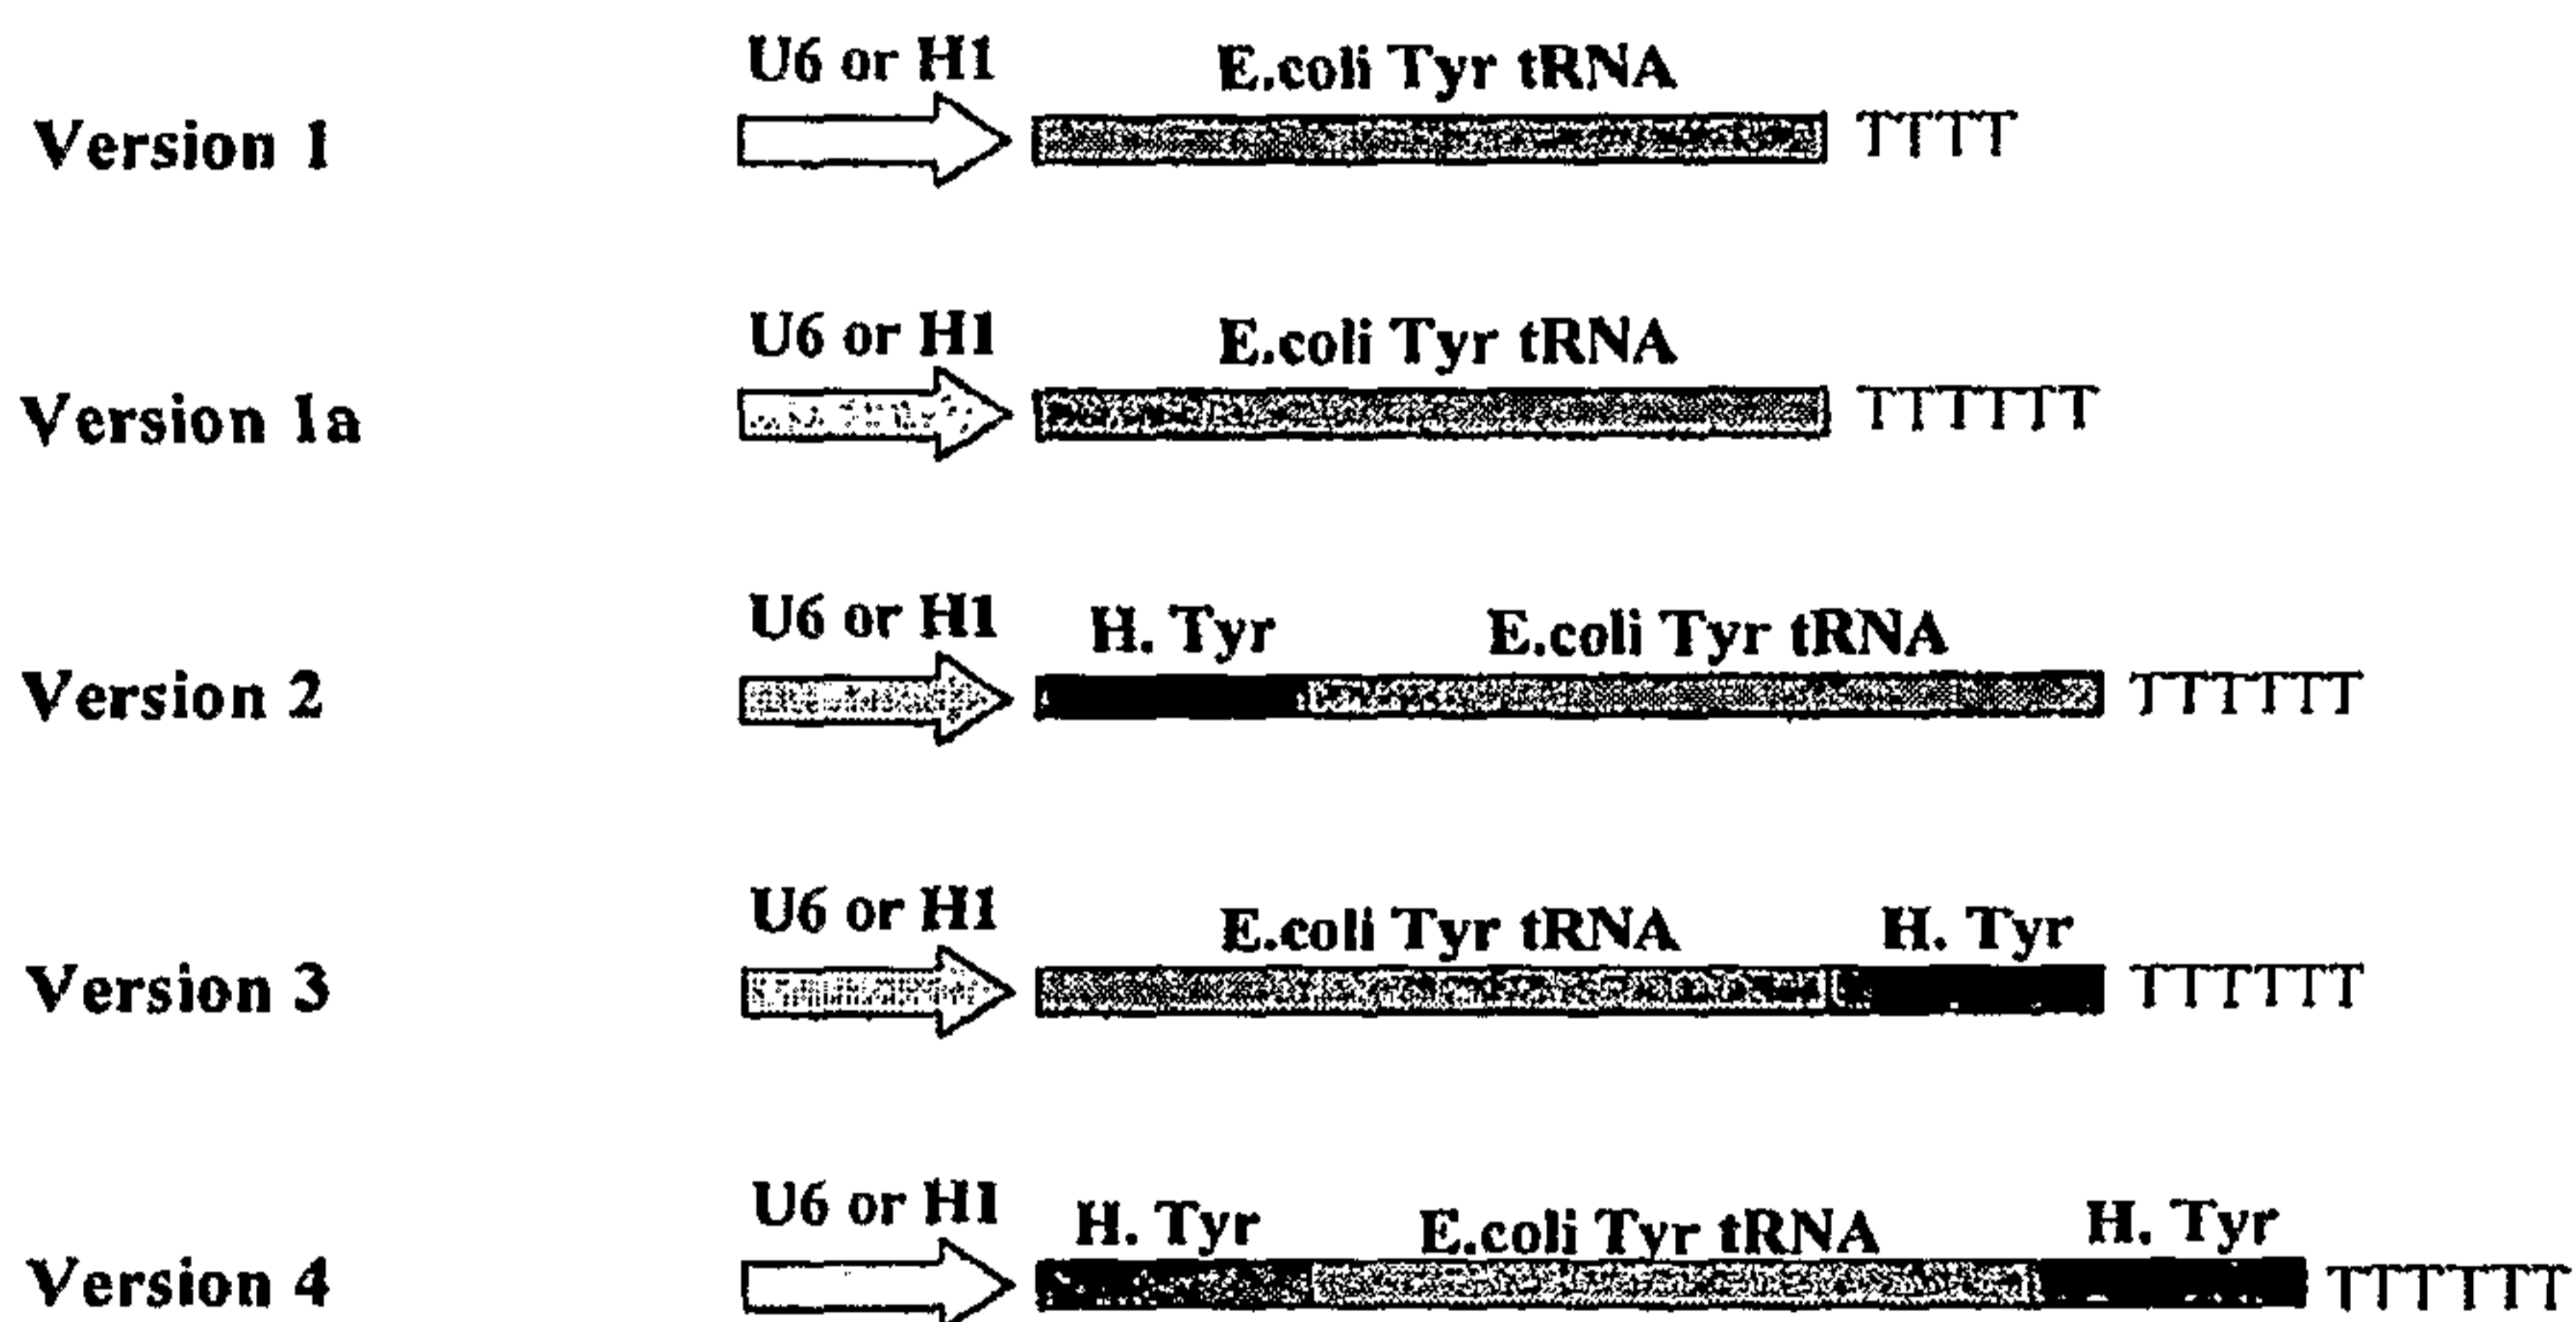 U6 or H1 E.coli Tyr tRNA
Version 1 TTTT
U6 or H1 E.coli Tyr tRNA
Version 1a TTTTTT
U6 or H1 H. Tyr E.coli Tyr tRNA
Version 2 TTTTTT
U6 or H1 E.coli Tyr tRNA H. Tyr
Version 3 TTTTTT
U6 or H1 H. Tyr E.coli Tyr tRNA H. Tyr
Version 4 TTTTTT